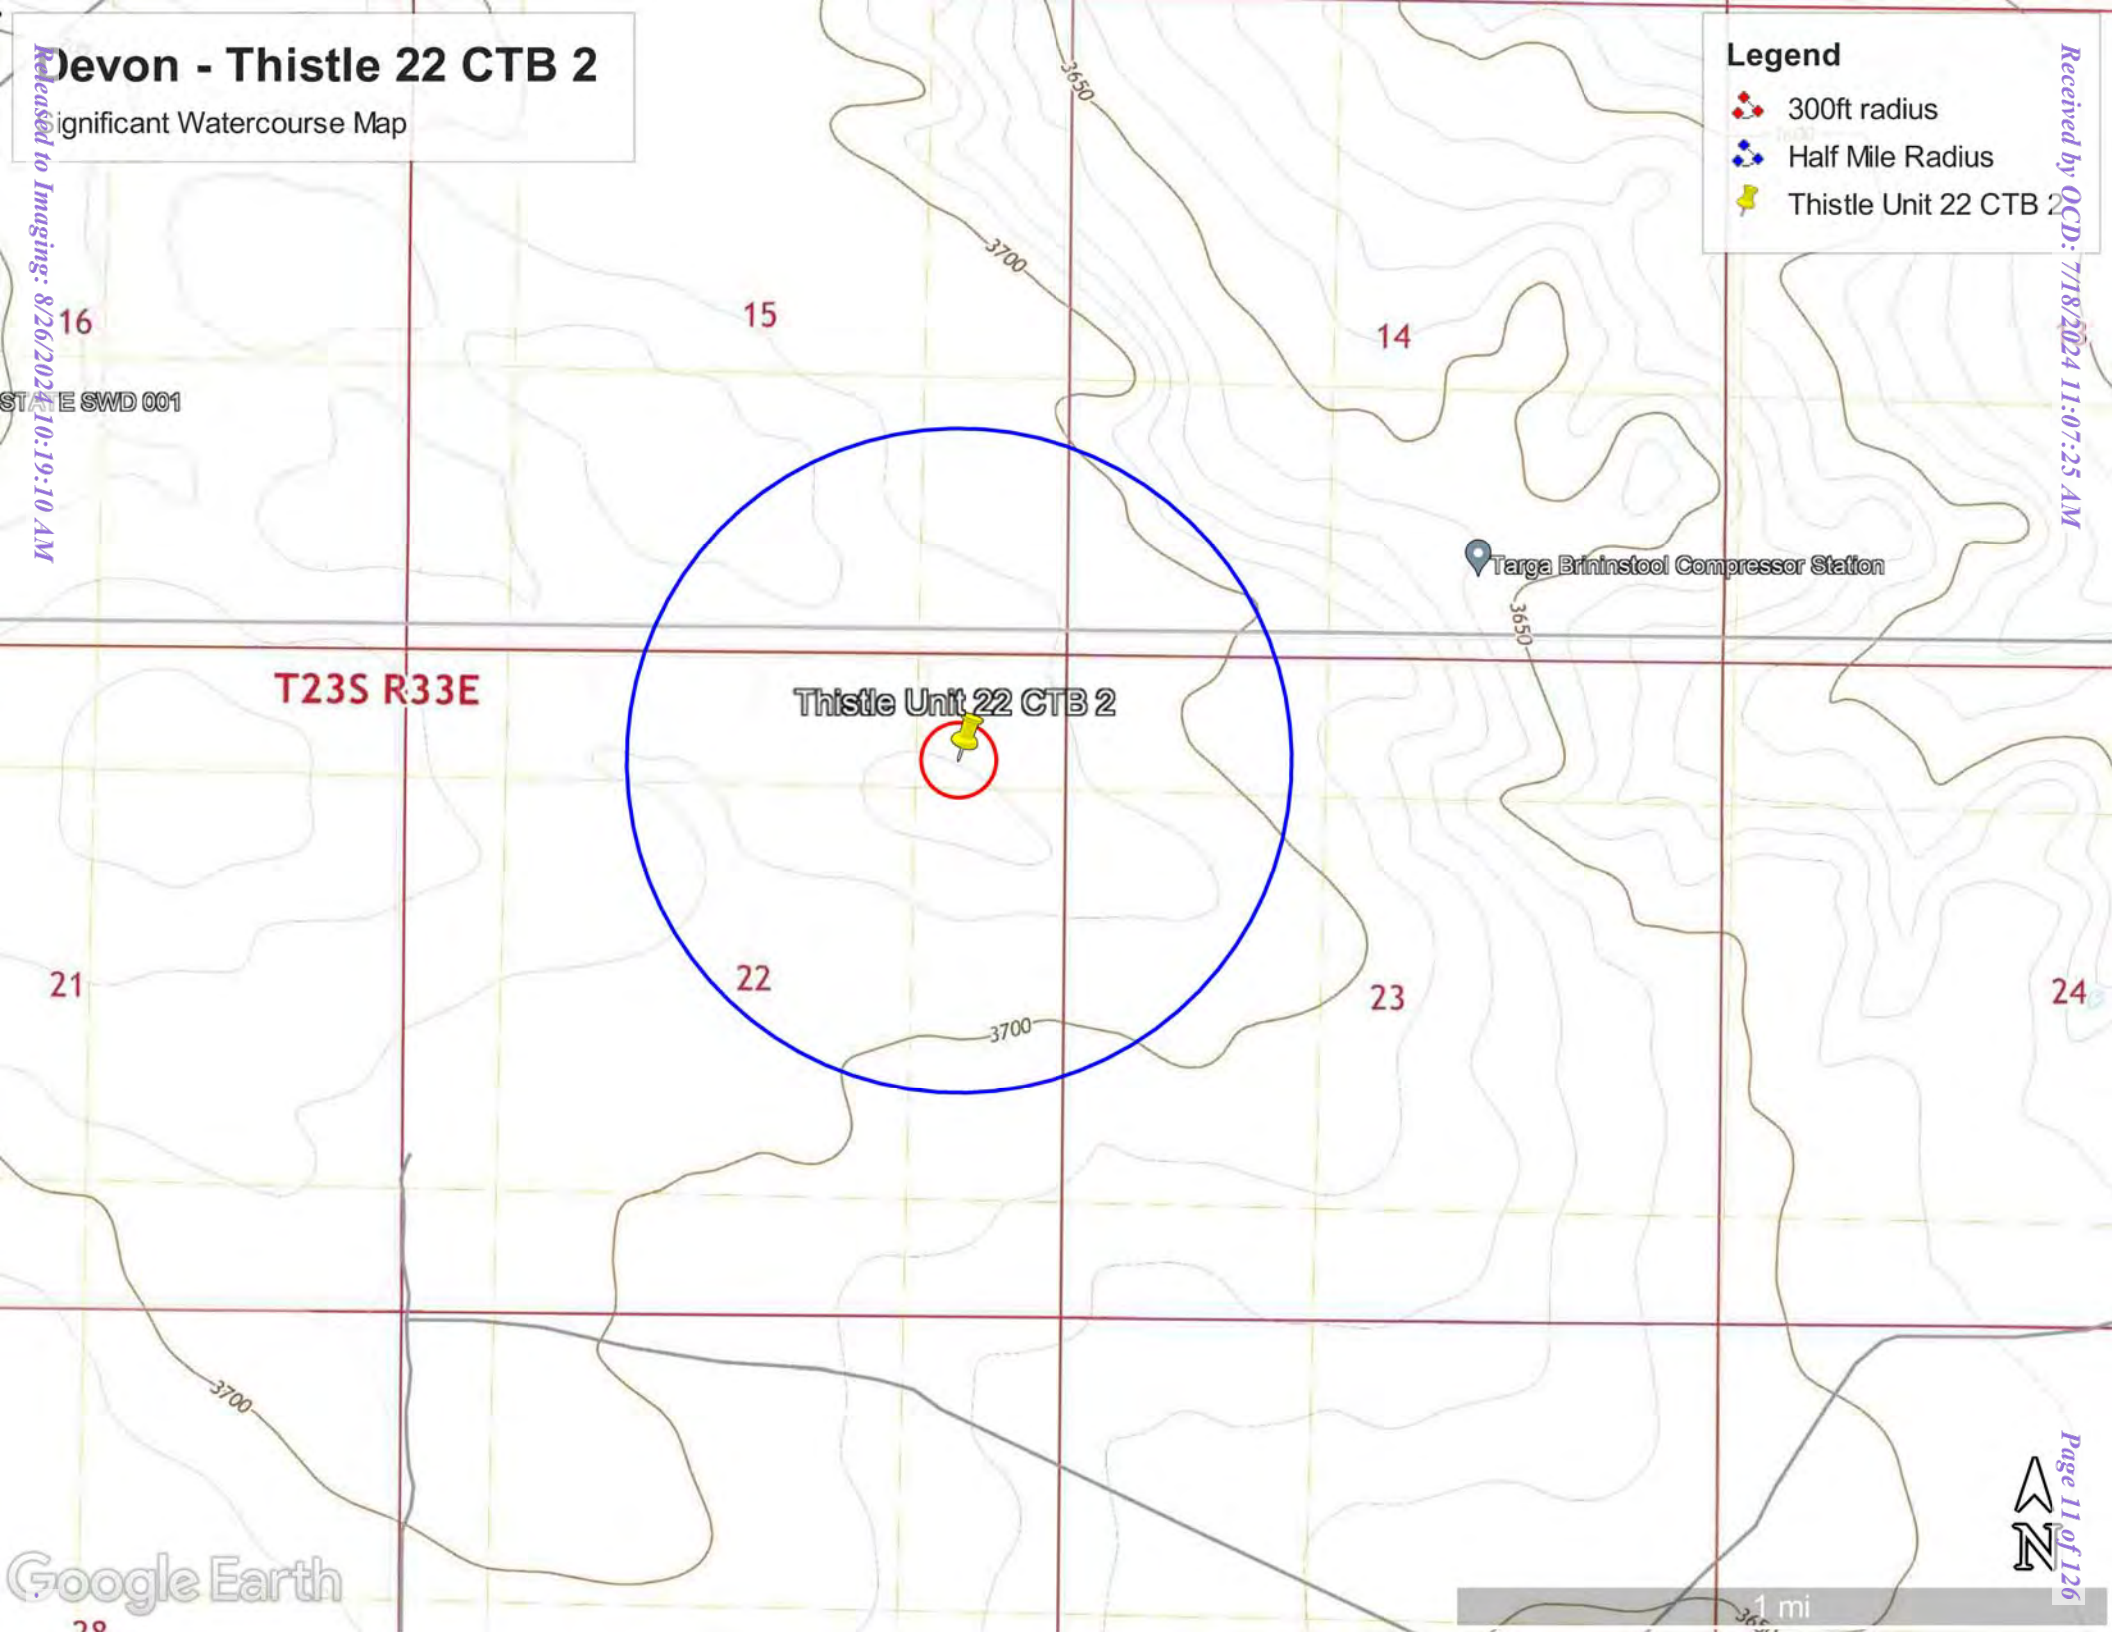 Devon - Thistle 22 CTB 2
Significant Watercourse Map
Legend
300ft radius
Half Mile Radius
Thistle Unit 22 CTB 2
Released to Imaging: 8/26/2024 10:19:10 AM
Received by OCD: 7/18/2024 11:07:25 AM
3650
3700
16
15
14
STATE SWD 001
Targa Brininstool Compressor Station
3650
T23S R33E
Thistle Unit 22 CTB 2
21
22
23
24
3700
3700
Page 11 of 126
N
Google Earth
1 mi
28